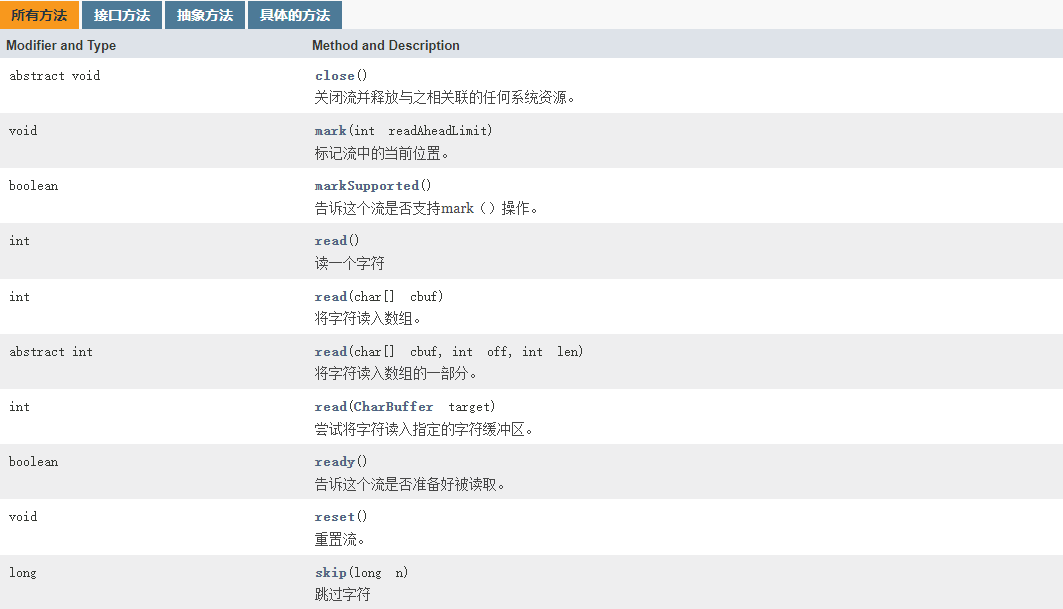 所有方法 接口方法 抽象方法 具体的方法
Modifier and Type Method and Description
abstract void close()
关闭流并释放与之相关联的任何系统资源。
void mark(int readAheadLimit)
标记流中的当前位置。
boolean markSupported()
告诉这个流是否支持mark（）操作。
int read()
读一个字符
int read(char[] cbuf)
将字符读入数组。
abstract int read(char[] cbuf, int off, int len)
将字符读入数组的一部分。
int read(CharBuffer target)
尝试将字符读入指定的字符缓冲区。
boolean ready()
告诉这个流是否准备好被读取。
void reset()
重置流。
long skip(long n)
跳过字符